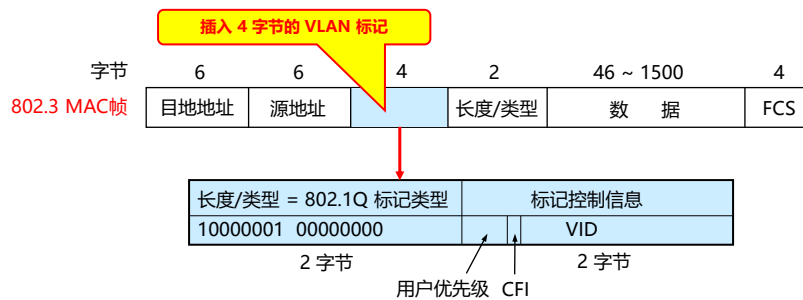 插入 4 字节的 VLAN 标记
字节 6 6 4 2 46 ~ 1500 4
802.3 MAC帧 目地地址 源地址 长度/类型 数 据 FCS
长度/类型 = 802.1Q 标记类型 标记控制信息
10000001 00000000 VID
2 字节 2 字节
用户优先级 CFI